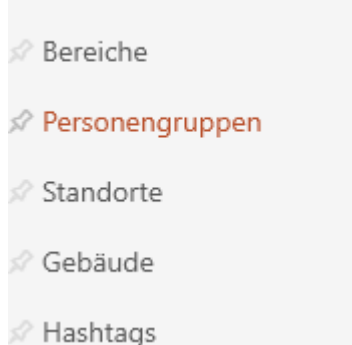 Bereiche
Personengruppen
Standorte
Gebäude
Hashtags